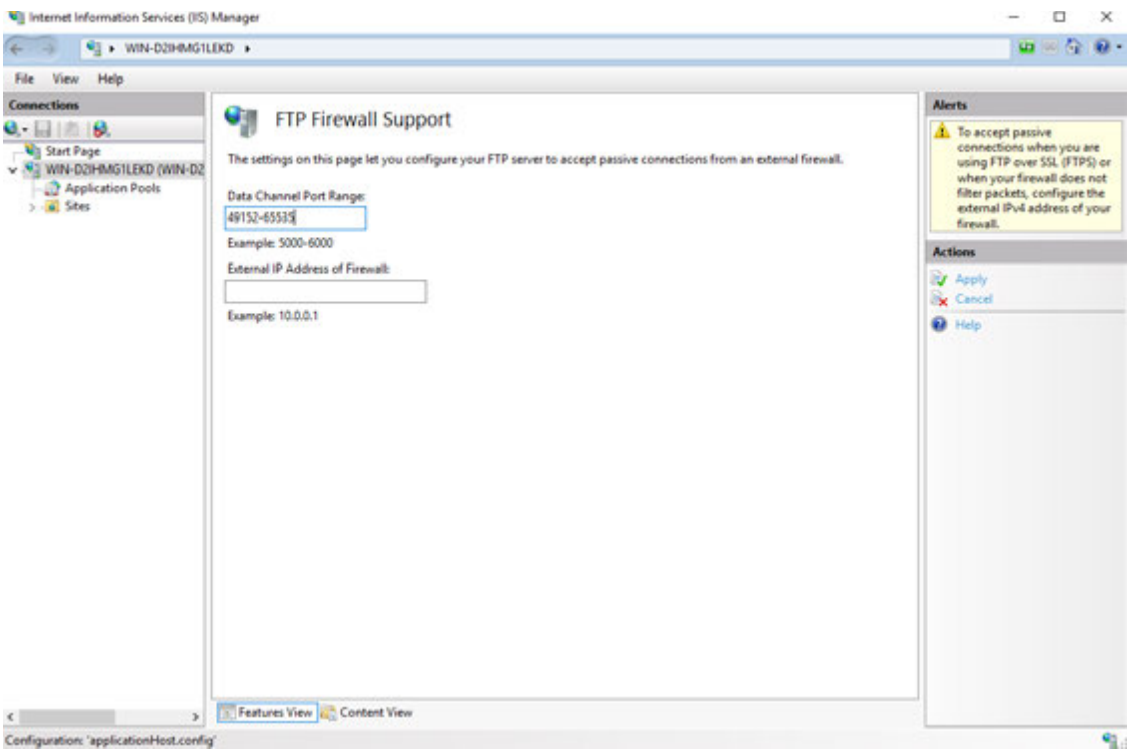 Internet Information Services (IIS) Manager
WIN-D2IHMG1LEKD
File View Help
Connections
Start Page
WIN-D2IHMG1LEKD (WIN-D2
Application Pools
Sites
FTP Firewall Support
The settings on this page let you configure your FTP server to accept passive connections from an external firewall.
Data Channel Port Range:
49152-65535
Example: 5000-6000
External IP Address of Firewall:
Example: 10.0.0.1
Features View Content View
Alerts
To accept passive
connections when you are
using FTP over SSL (FTPS) or
when your firewall does not
filter packets, configure the
external IPv4 address of your
firewall.
Actions
Apply
Cancel
Help
Configuration: 'applicationHost.config'